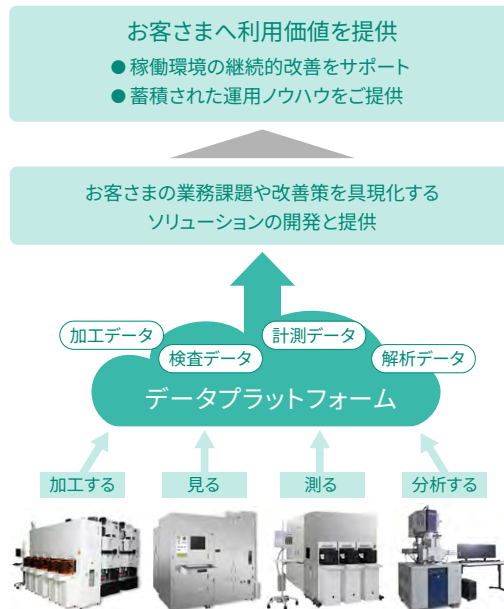 お客さまへ利用価値を提供
● 稼働環境の継続的改善をサポート
● 蓄積された運用ノウハウをご提供
お客さまの業務課題や改善策を具現化する
ソリューションの開発と提供
加工データ
計測データ
検査データ
解析データ
データプラットフォーム
加工する
見る
測る
分析する